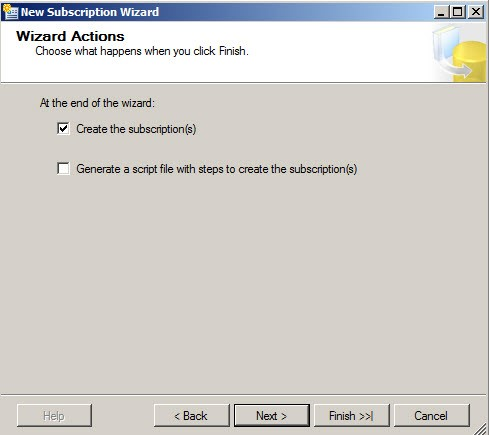 New Subscription Wizard
Wizard Actions
Choose what happens when you click Finish.
At the end of the wizard:
Create the subscription(s)
Generate a script file with steps to create the subscription(s)
Help
< Back
Next >
Finish >>|
Cancel